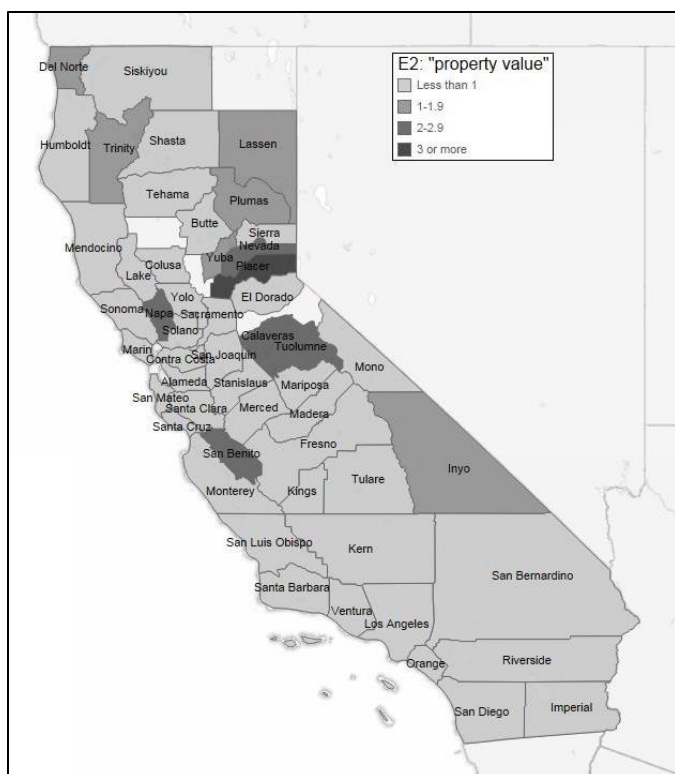 E2: "property value"
Less than 1
1-1.9
2-2.9
3 or more
Del Norte
Siskiyou
Humboldt
Trinity
Shasta
Lassen
Tehama
Plumas
Butte
Sierra
Mendocino
Nevada
Yuba
Placer
Colusa
Lake
El Dorado
Yolo
Sonoma
Napa
Sacramento
Solano
Calaveras
Tuolumne
Marin
San Joaquin
Contra Costa
Mono
Alameda
Stanislaus
Mariposa
San Mateo
Santa Clara
Merced
Madera
Santa Cruz
Fresno
San Benito
Inyo
Tulare
Monterey
Kings
San Luis Obispo
Kern
San Bernardino
Santa Barbara
Ventura
Los Angeles
Orange
Riverside
San Diego
Imperial